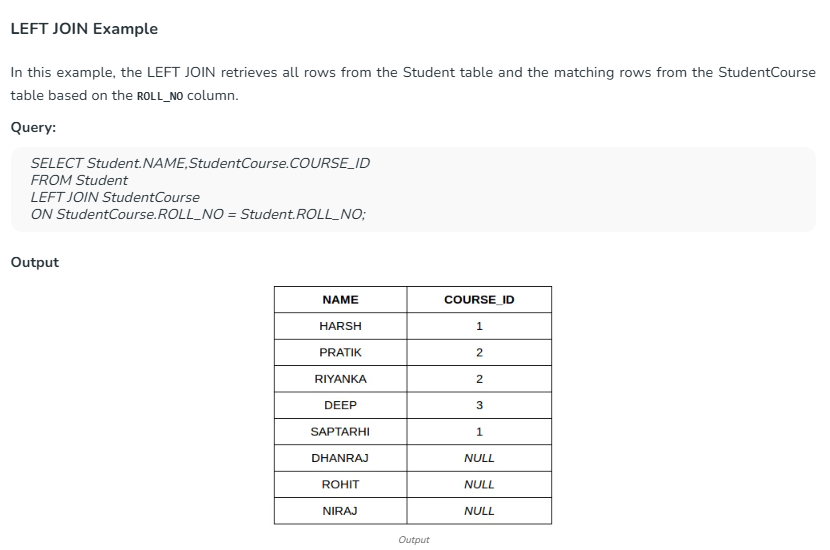 LEFT JOIN Example
In this example, the LEFT JOIN retrieves all rows from the Student table and the matching rows from the StudentCourse
table based on the ROLL_NO column.
Query:
SELECT Student.NAME,StudentCourse.COURSE_ID
FROM Student
LEFT JOIN StudentCourse
ON StudentCourse.ROLL_NO = Student.ROLL_NO;
Output
NAME COURSE_ID
HARSH 1
PRATIK 2
RIYANKA 2
DEEP 3
SAPTARHI 1
DHANRAJ NULL
ROHIT NULL
NIRAJ NULL
Output